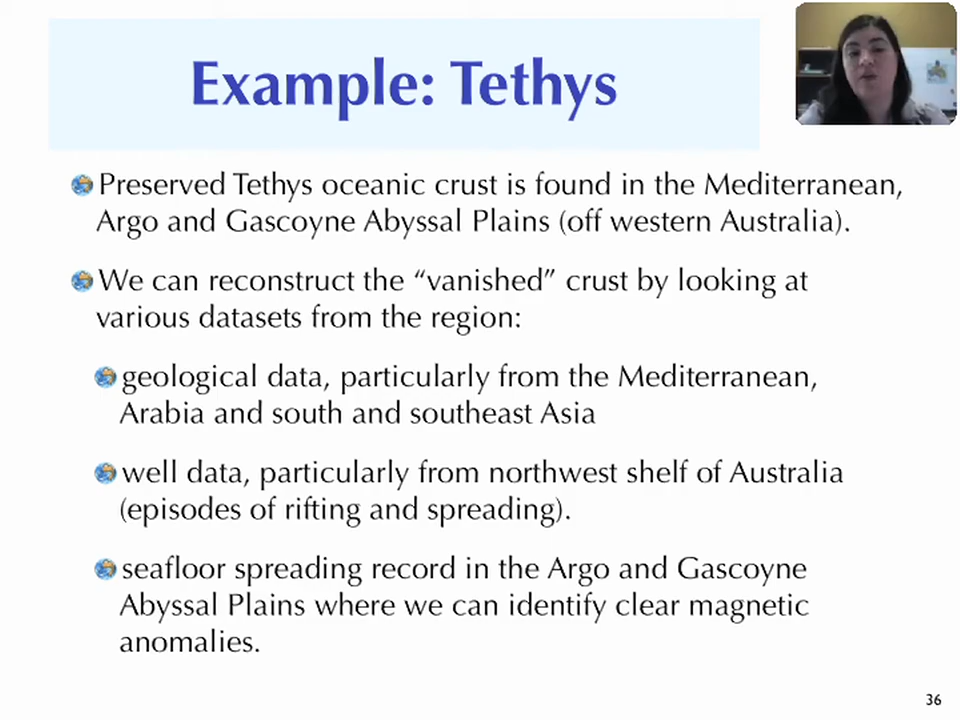 Example: Tethys
Preserved Tethys oceanic crust is found in the Mediterranean,
Argo and Gascoyne Abyssal Plains (off western Australia).
We can reconstruct the “vanished” crust by looking at
various datasets from the region:
geological data, particularly from the Mediterranean,
Arabia and south and southeast Asia
well data, particularly from northwest shelf of Australia
(episodes of rifting and spreading).
seafloor spreading record in the Argo and Gascoyne
Abyssal Plains where we can identify clear magnetic
anomalies.
36